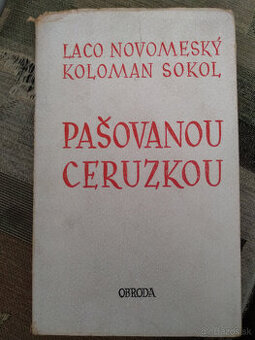 LACO NOVOMESKÝ
KOLOMAN SOKOL
PAŠOVANOU
CERUZKOU
OBRODA